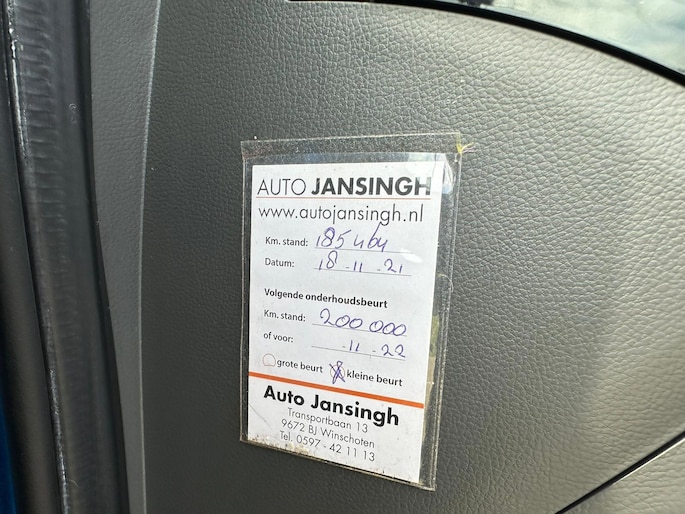 AUTO JANSINGH
www.autojansingh.nl
Km. stand: 185464
Datum: 18-11-21
Volgende onderhoudsbeurt
Km. stand: 200 000
of voor: -11-22
grote beurt kleine beurt
Auto Jansingh
Transportbaan 13
9672 BJ Winschoten
Tel. 0597 - 42 11 13